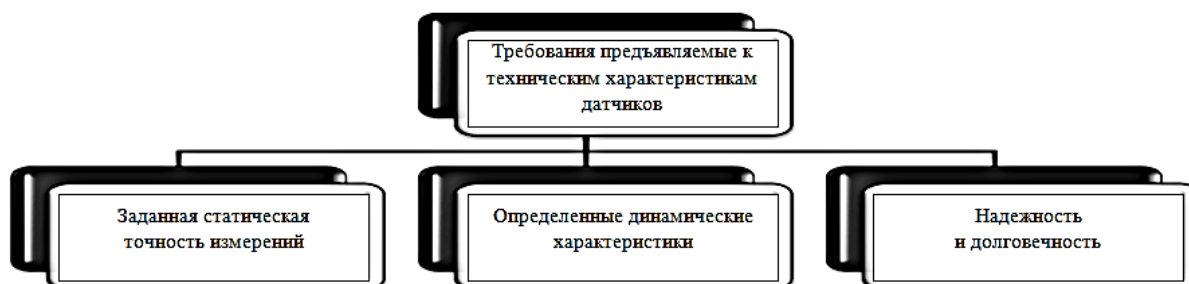 Требования предъявляемые к
техническим характеристикам
датчиков
Заданная статическая
точность измерений
Определенные динамические
характеристики
Надежность
и долговечность